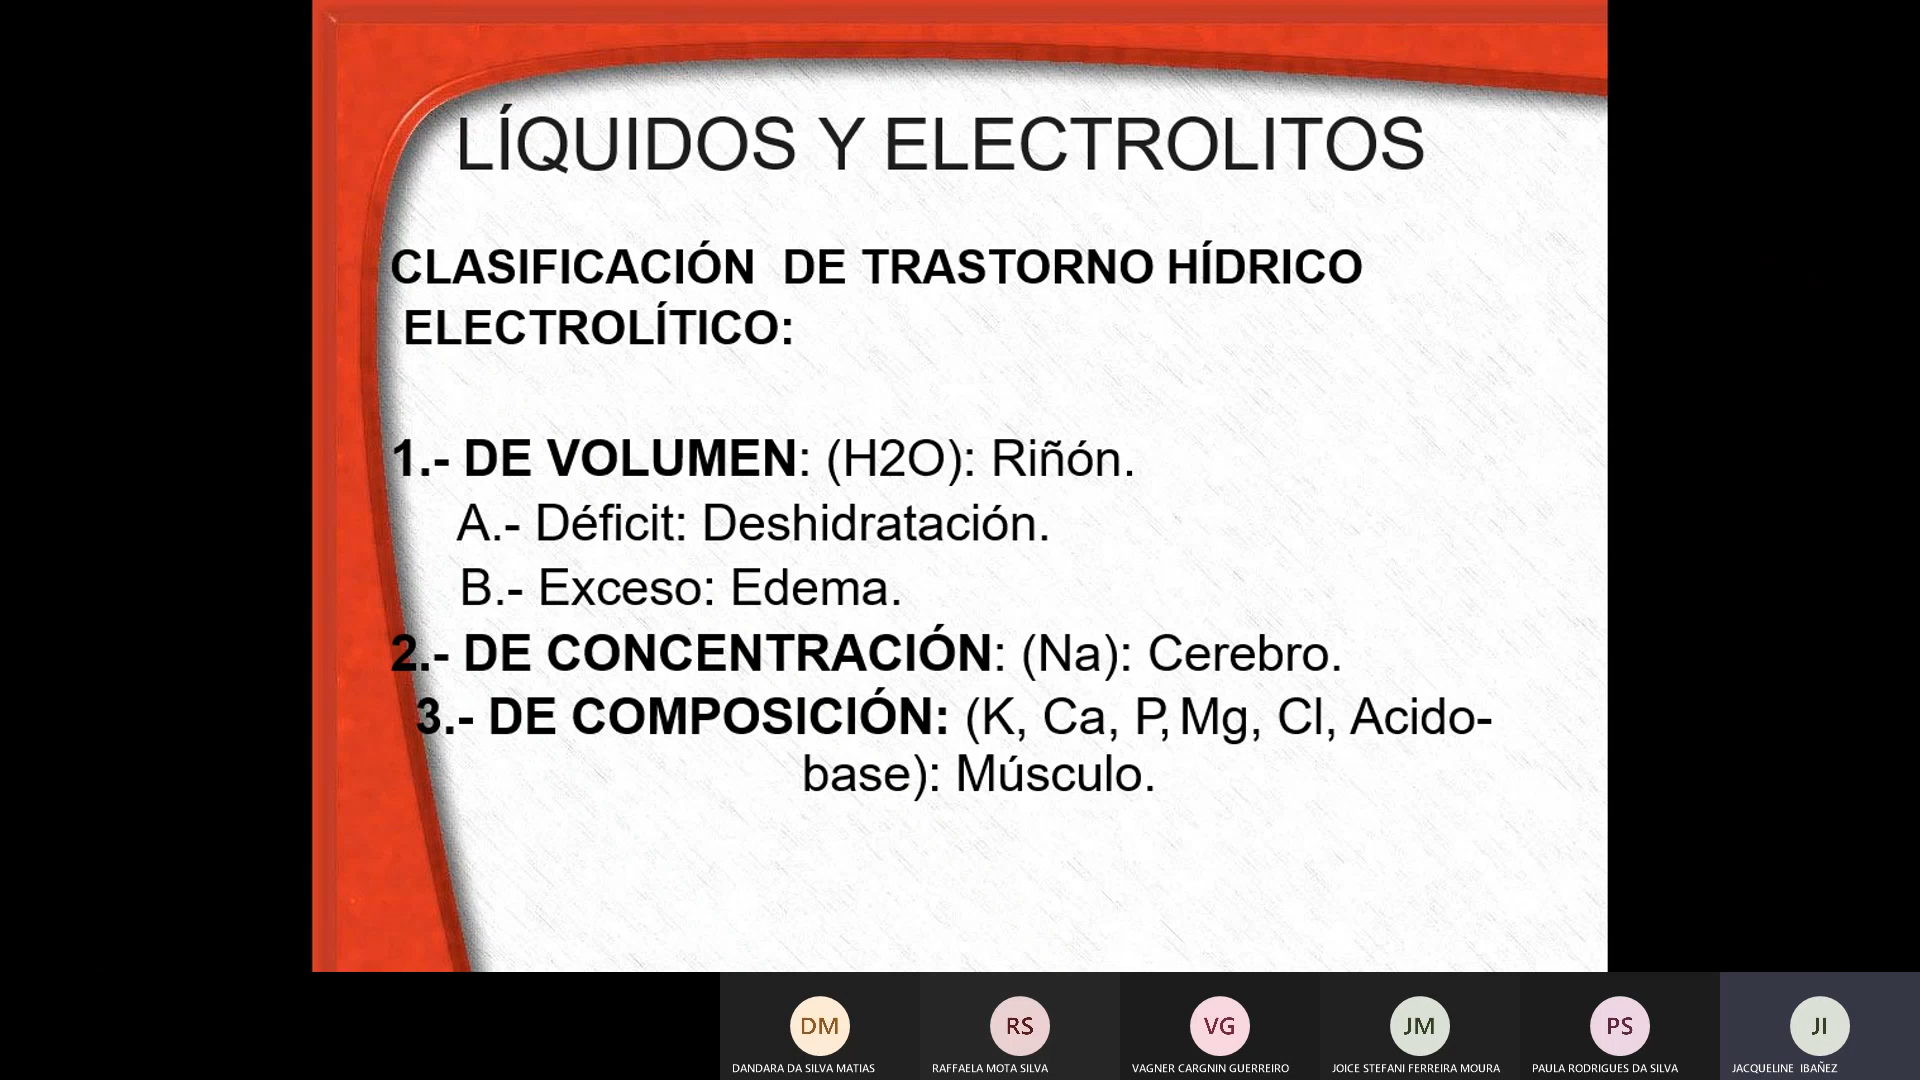 LÍQUIDOS Y ELECTROLITOS
CLASIFICACIÓN DE TRASTORNO HÍDRICO
ELECTROLÍTICO:
1.- DE VOLUMEN: (H2O): Riñón.
A.- Déficit: Deshidratación.
B.- Exceso: Edema.
2.- DE CONCENTRACIÓN: (Na): Cerebro.
3.- DE COMPOSICIÓN: (K, Ca, P, Mg, Cl, Acido-
base): Músculo.
DM RS VG JM PS JI
DANDARA DA SILVA MATIAS RAFFAELA MOTA SILVA VAGNER CARGNIN GUERREIRO JOICE STEFANI FERREIRA MOURA PAULA RODRIGUES DA SILVA JACQUELINE IBAÑEZ